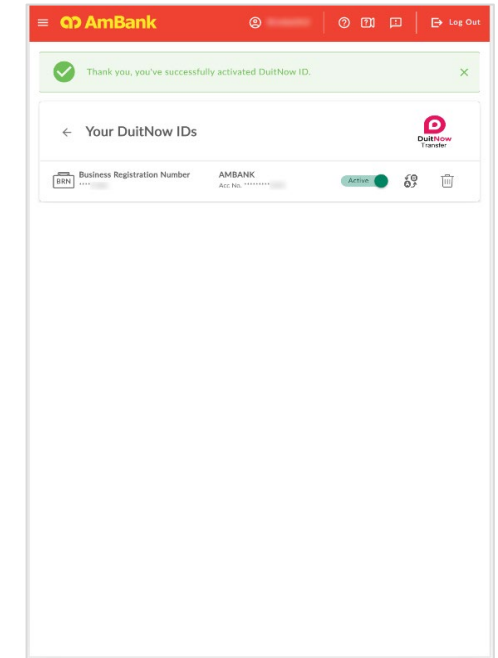 AmBank
Log Out
Thank you, you've successfully activated DuitNow ID.
Your DuitNow IDs
DuitNow
Transfer
BRN
Business Registration Number
****
AMBANK
Acc No. *********
Active